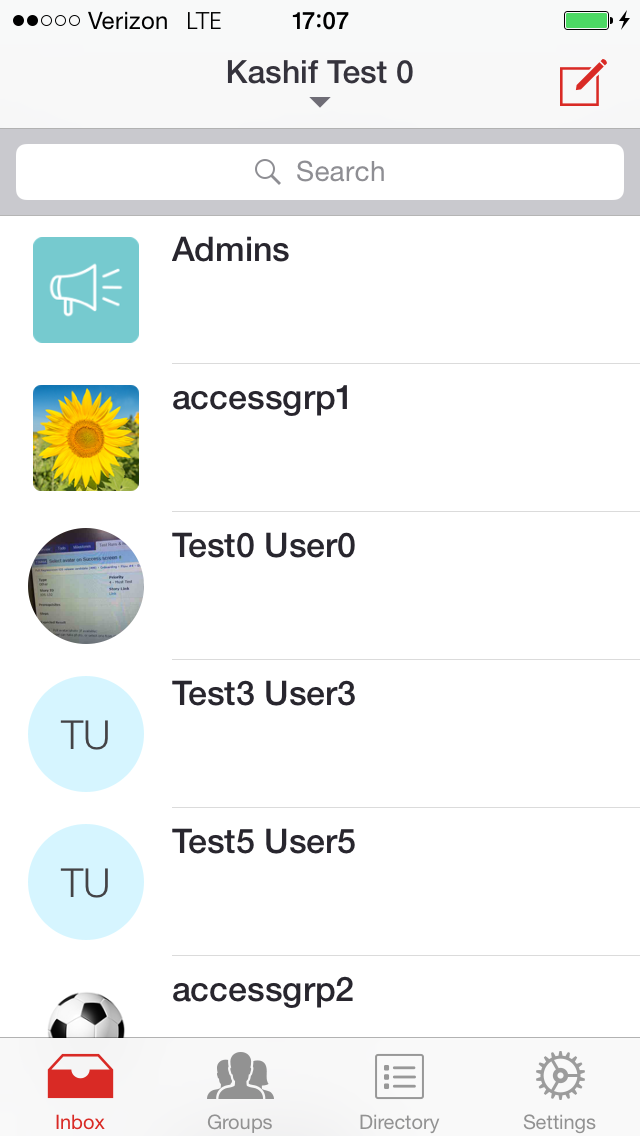 Verizon LTE 17:07
Kashif Test 0
Search
Admins
accessgrp1
Test0 User0
Test3 User3
TU
Test5 User5
TU
accessgrp2
Inbox Groups Directory Settings